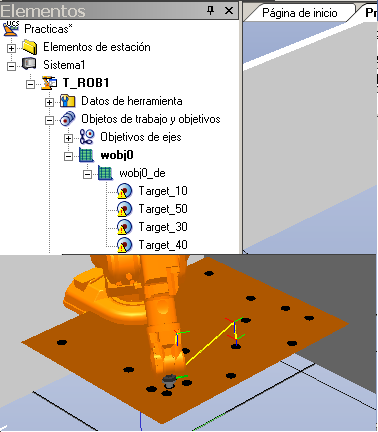 Elementos
Página de inicio
Pr
UCS
Practicas*
Elementos de estación
Sistema1
T_ROB1
Datos de herramienta
Objetos de trabajo y objetivos
Objetivos de ejes
wobj0
wobj0_de
Target_10
Target_50
Target_30
Target_40